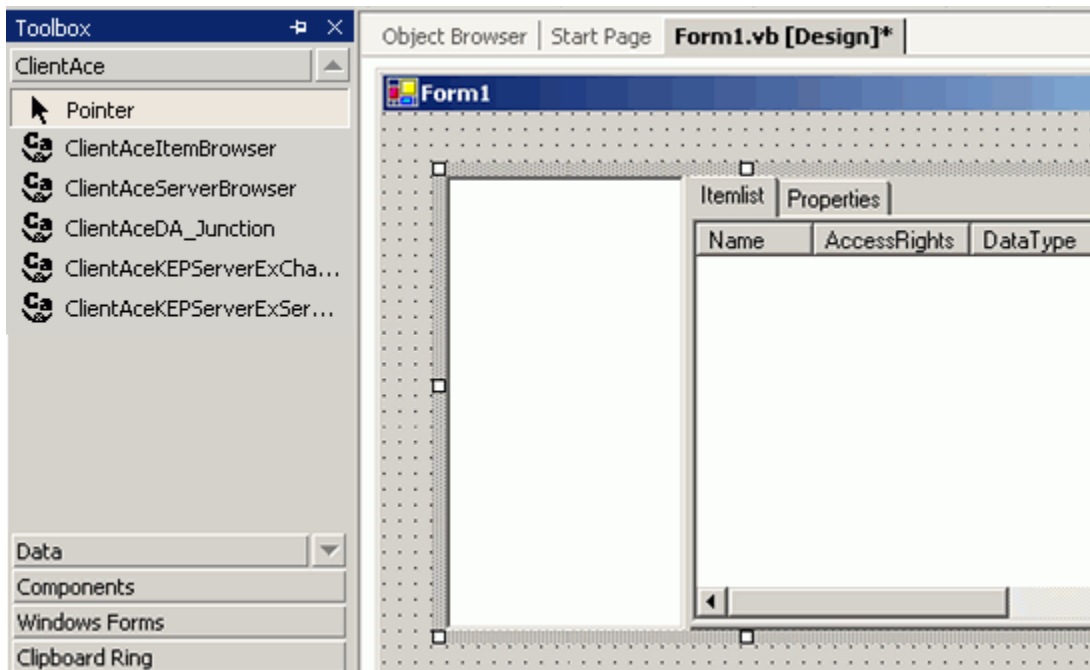 Toolbox
ClientAce
Pointer
ClientAceItemBrowser
ClientAceServerBrowser
ClientAceDA_Junction
ClientAceKEPServerExCha...
ClientAceKEPServerExSer...
Data
Components
Windows Forms
Clipboard Ring
Object Browser Start Page Form1.vb [Design]*
Form1
Itemlist Properties
Name AccessRights DataType